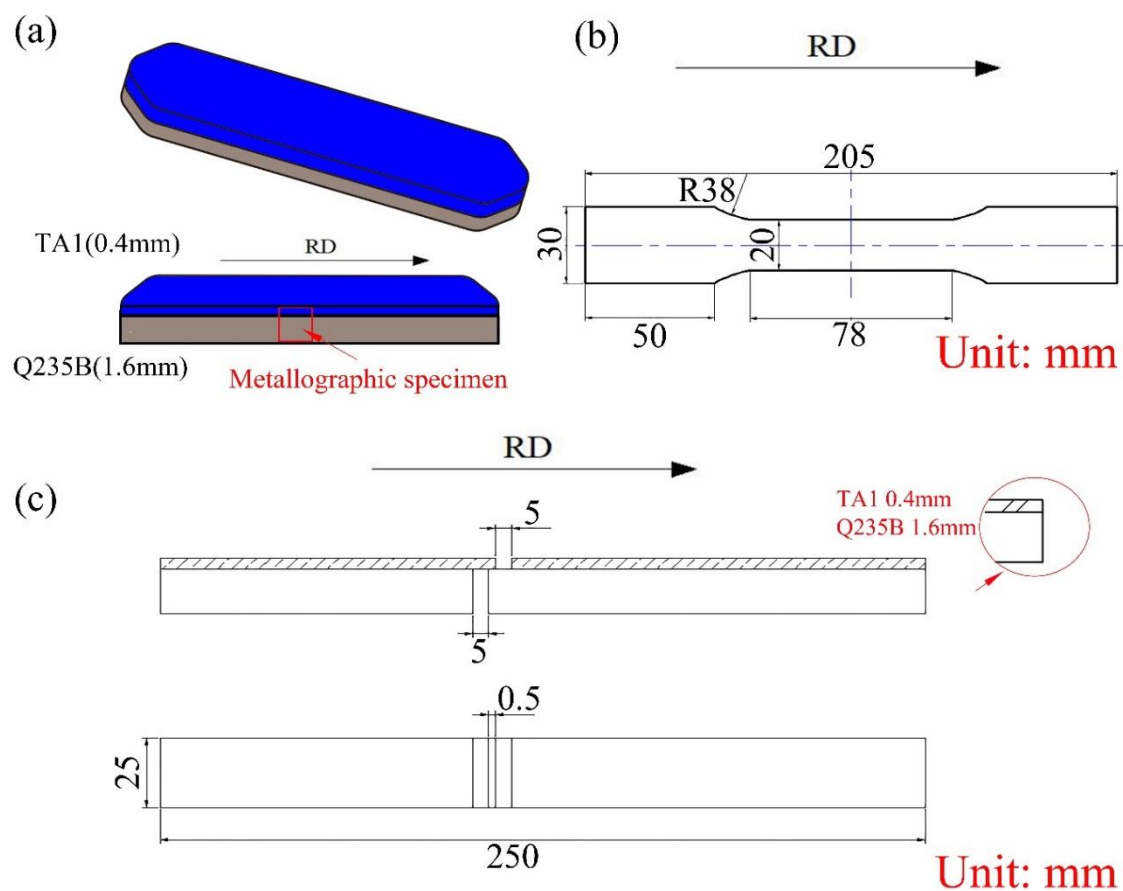 (a)
TA1(0.4mm)
RD
Q235B(1.6mm)
Metallographic specimen
(b)
RD
205
R38
30
20
50
78
Unit: mm
(c)
RD
5
TA1 0.4mm
Q235B 1.6mm
5
0.5
25
250
Unit: mm